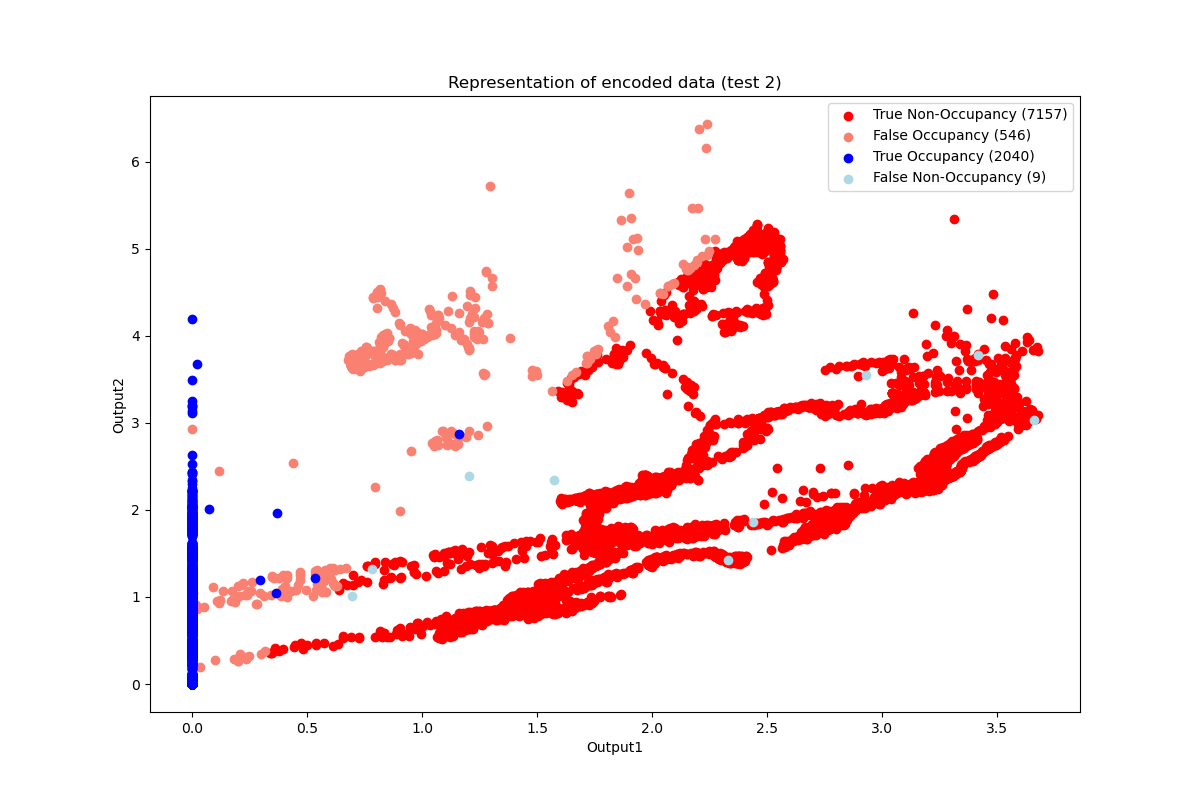 Representation of encoded data (test 2)
True Non-Occupancy (7157)
False Occupancy (546)
True Occupancy (2040)
False Non-Occupancy (9)
6
5
4
3
2
1
0
Output2
0.0 0.5 1.0 1.5 2.0 2.5 3.0 3.5
Output1